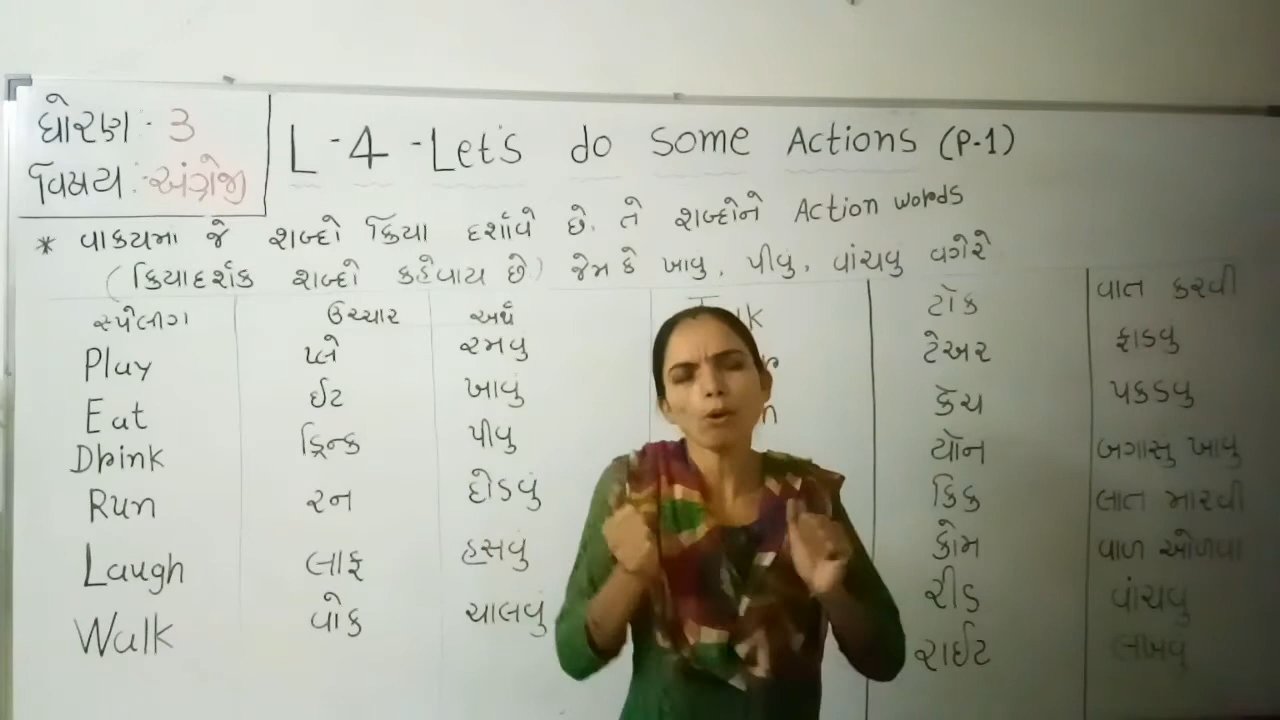 ધોરણ :- 3
વિષય :- અંગ્રેજી
L-4 - Let's do Some Actions (P-1)
* વાકયમા જે શબ્દો ક્રિયા દર્શાવે છે. તે શબ્દોને Action words
(ક્રિયાદર્શક શબ્દો કહેવાય છે) જેમ કે ખાવુ, પીવુ, વાંચવુ વગેરે
સ્પેલીગ ઉચ્ચાર અર્થ
Play પ્લે રમવુ
Eat ઈટ ખાવું
Drink ડ્રિન્ક પીવુ
Run રન દોડવું
Laugh લાફ હસવું
Walk વોક ચાલવું
ટૉક વાત કરવી
ટેઅર ફાડવુ
કેચ પકડવુ
યૉન બગાસુ ખાવુ
કિક લાત મારવી
કોમ વાળ ઓળવા
રીડ વાંચવુ
રાઈટ લખવુ